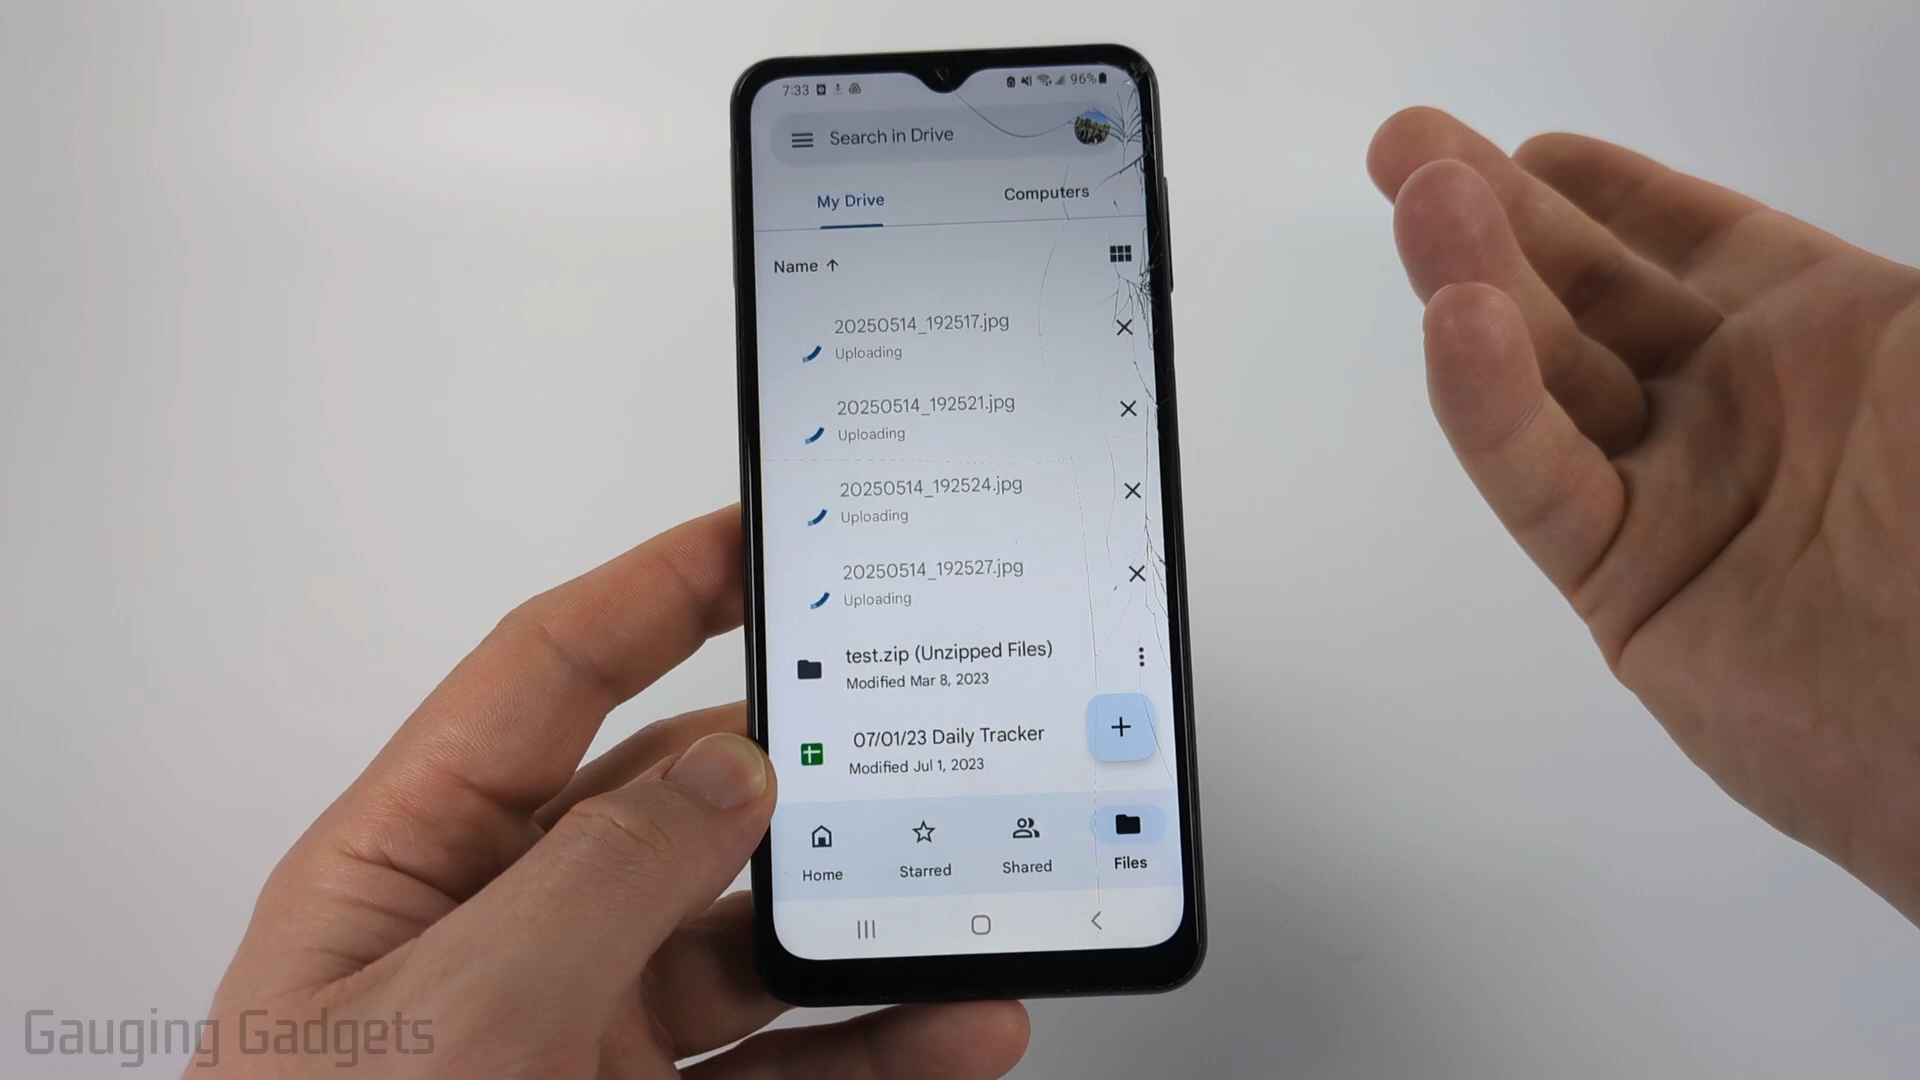 7:33
96%
Search in Drive
My Drive
Computers
Name
20250514_192517.jpg
Uploading
20250514_192521.jpg
Uploading
20250514_192524.jpg
Uploading
20250514_192527.jpg
Uploading
test.zip (Unzipped Files)
Modified Mar 8, 2023
07/01/23 Daily Tracker
Modified Jul 1, 2023
Home
Starred
Shared
Files
Gauging Gadgets